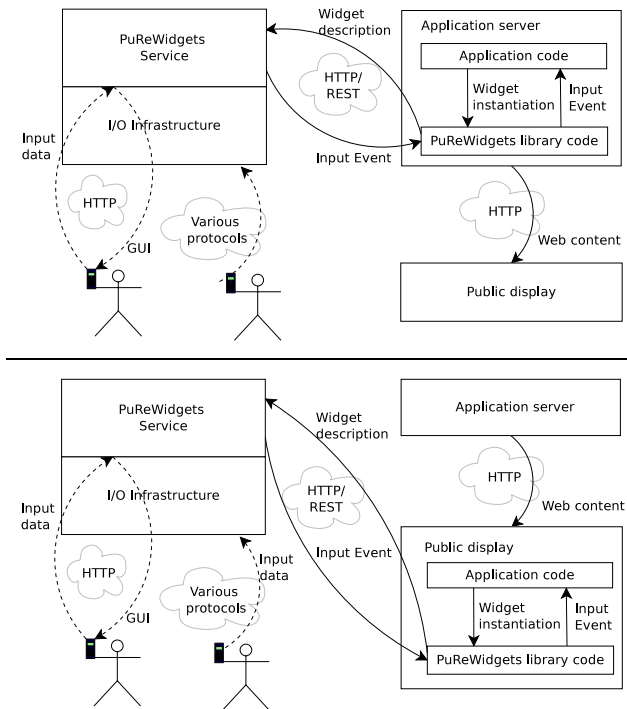 PuReWidgets
Service
I/O Infrastructure
Input
data
HTTP
GUI
Various
protocols
Widget
description
HTTP/
REST
Input Event
Application server
Application code
Widget
instantiation
Input
Event
PuReWidgets library code
HTTP
Web content
Public display
PuReWidgets
Service
I/O Infrastructure
Input
data
HTTP
GUI
Input
data
Various
protocols
Widget
description
HTTP/
REST
Input Event
Application server
HTTP
Web content
Public display
Application code
Widget
instantiation
Input
Event
PuReWidgets library code